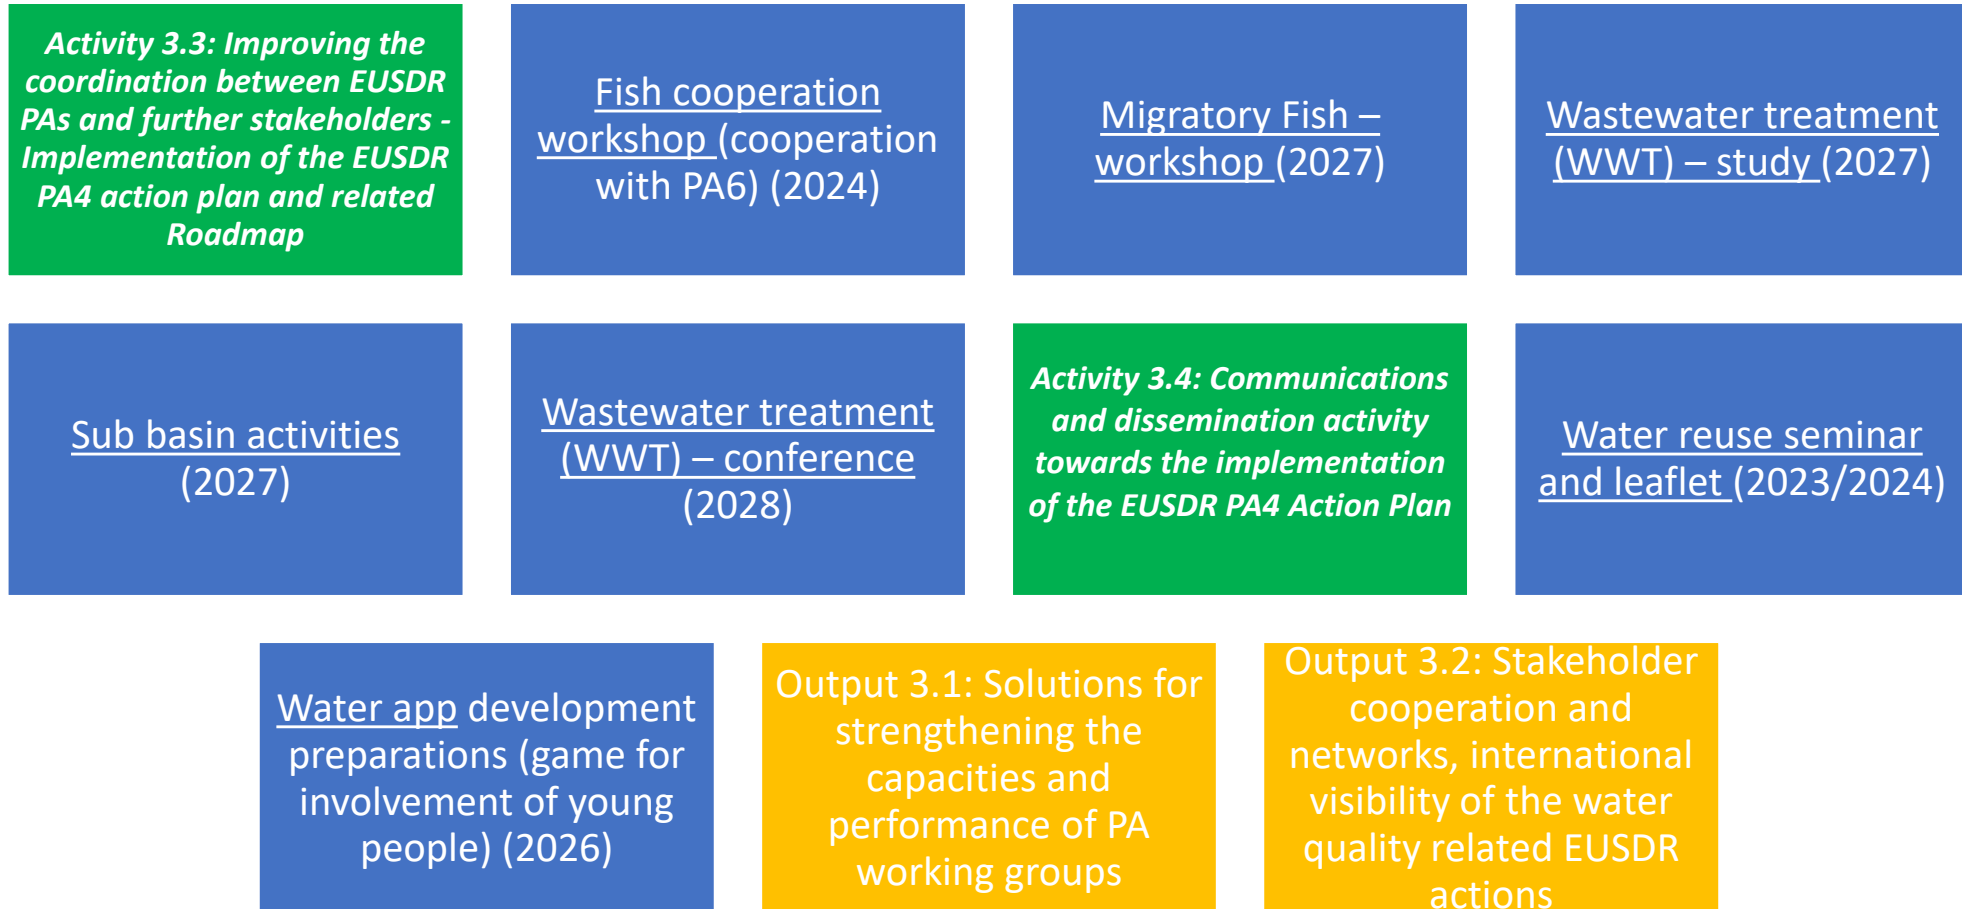 Activity 3.3: Improving the
coordination between EUSDR
PAs and further stakeholders -
Implementation of the EUSDR
PA4 action plan and related
Roadmap
Fish cooperation
workshop (cooperation
with PA6) (2024)
Migratory Fish –
workshop (2027)
Wastewater treatment
(WWT) – study (2027)
Sub basin activities
(2027)
Wastewater treatment
(WWT) – conference
(2028)
Activity 3.4: Communications
and dissemination activity
towards the implementation
of the EUSDR PA4 Action Plan
Water reuse seminar
and leaflet (2023/2024)
Water app development
preparations (game for
involvement of young
people) (2026)
Output 3.1: Solutions for
strengthening the
capacities and
performance of PA
working groups
Output 3.2: Stakeholder
cooperation and
networks, international
visibility of the water
quality related EUSDR
actions